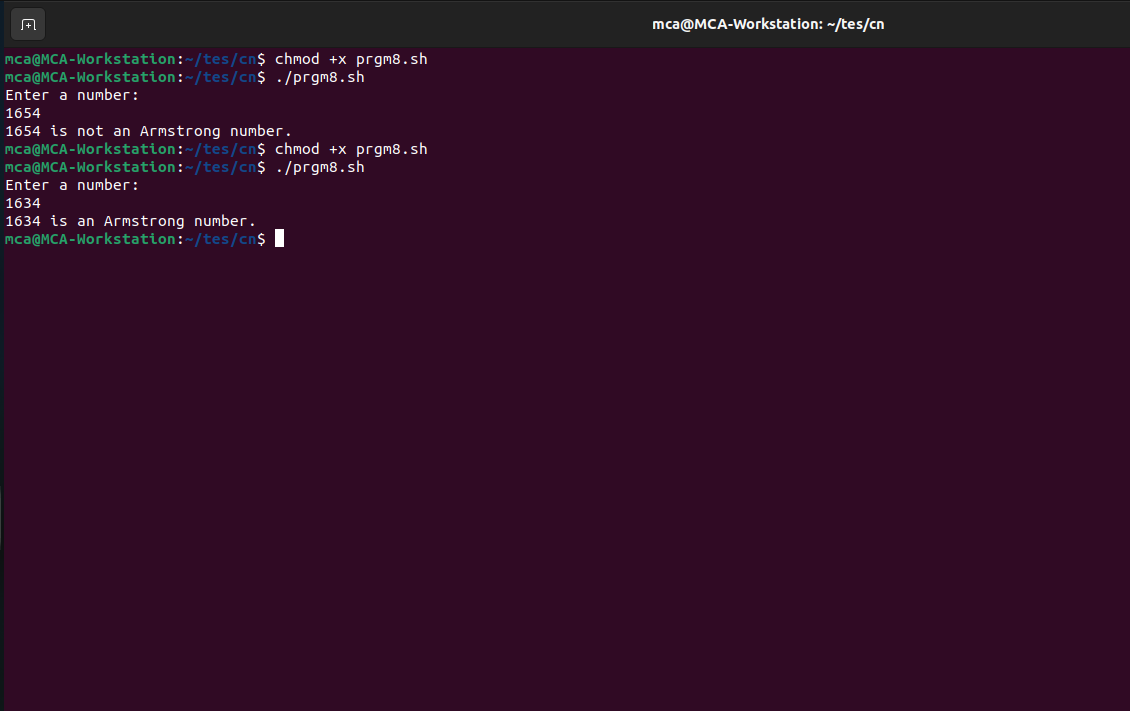 mca@MCA-Workstation: ~/tes/cn
mca@MCA-Workstation:~/tes/cn$ chmod +x prgm8.sh
mca@MCA-Workstation:~/tes/cn$ ./prgm8.sh
Enter a number:
1654
1654 is not an Armstrong number.
mca@MCA-Workstation:~/tes/cn$ chmod +x prgm8.sh
mca@MCA-Workstation:~/tes/cn$ ./prgm8.sh
Enter a number:
1634
1634 is an Armstrong number.
mca@MCA-Workstation:~/tes/cn$